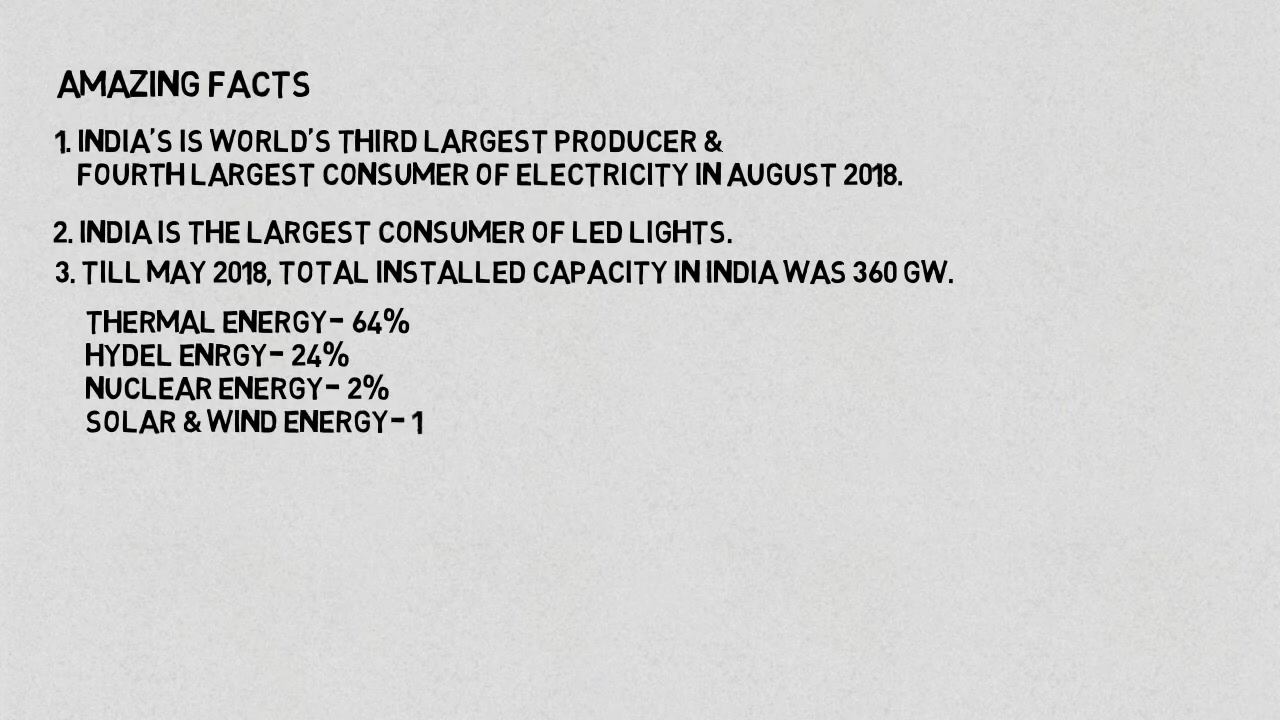 AMAZING FACTS
1. INDIA'S IS WORLD'S THIRD LARGEST PRODUCER &
FOURTH LARGEST CONSUMER OF ELECTRICITY IN AUGUST 2018.
2. INDIA IS THE LARGEST CONSUMER OF LED LIGHTS.
3. TILL MAY 2018, TOTAL INSTALLED CAPACITY IN INDIA WAS 360 GW.
THERMAL ENERGY- 64%
HYDEL ENRGY- 24%
NUCLEAR ENERGY- 2%
SOLAR & WIND ENERGY- 1